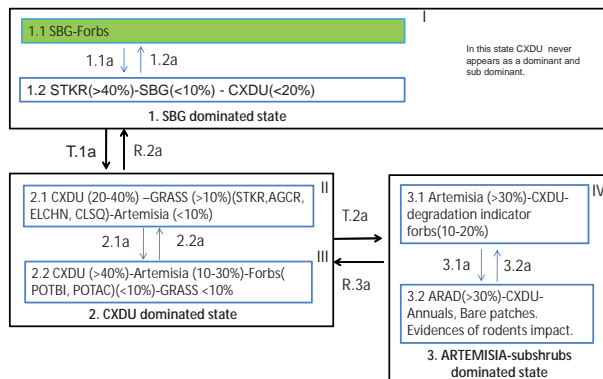 I
1.1 SBG-Forbs
In this state CXDU never
appears as a dominant and
sub dominant.
1.1a
1.2a
1.2 STKR(>40%)-SBG(<10%) - CXDU(<20%)
1. SBG dominated state
T.1a
R.2a
II
2.1 CXDU (20-40%) –GRASS (>10%)(STKR,AGCR,
ELCHN, CLSQ)-Artemisia (<10%)
2.1a
2.2a
III
2.2 CXDU (>40%)-Artemisia (10-30%)-Forbs(
POTBI, POTAC)(<10%)-GRASS <10%
2. CXDU dominated state
T.2a
R.3a
IV
3.1 Artemisia (>30%)-CXDU-
degradation indicator
forbs(10-20%)
3.1a
3.2a
3.2 ARAD(>30%)-CXDU-
Annuals, Bare patches.
Evidences of rodents impact.
3. ARTEMISIA-subshrubs
dominated state